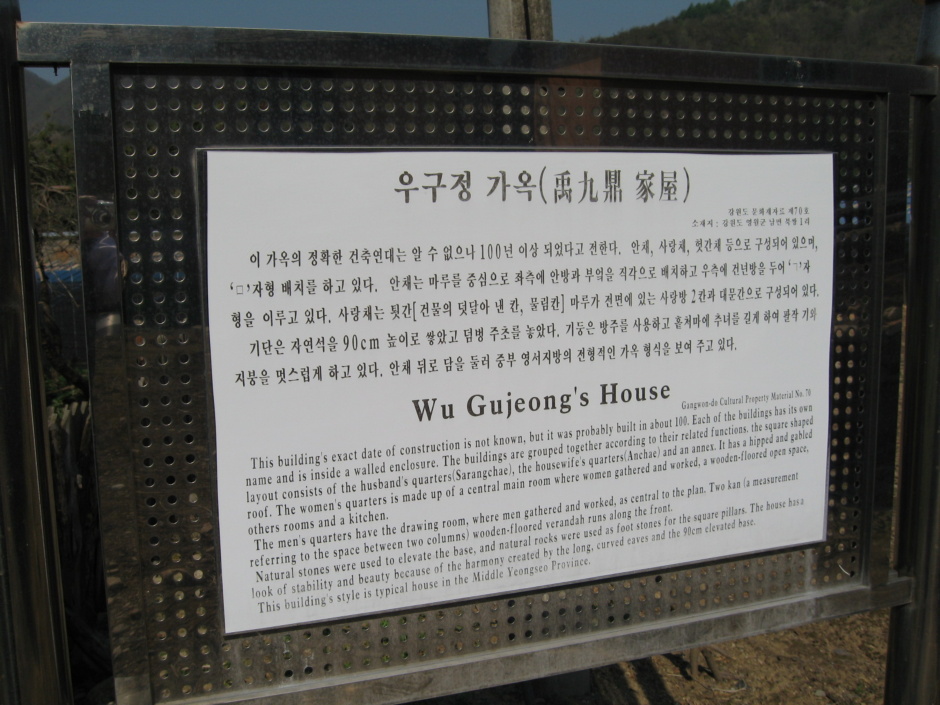 우구정 가옥(禹九鼎 家屋)
강원도 문화재자료 제70호
소재지 : 강원도 영월군 남면 북쌍1리
이 가옥의 정확한 건축연대는 알 수 없으나 100년 이상 되었다고 전한다. 안채, 사랑채, 헛간채 등으로 구성되어 있으며,
‘□’자형 배치를 하고 있다. 안채는 마루를 중심으로 좌측에 안방과 부엌을 직각으로 배치하고 우측에 건넌방을 두어 ‘ㄱ’자
형을 이루고 있다. 사랑채는 툇간[건물의 덧달아 낸 칸, 물림칸] 마루가 전면에 있는 사랑방 2칸과 대문간으로 구성되어 있다.
기단은 자연석을 90cm 높이로 쌓았고 덤벙 주초를 놓았다. 기둥은 방주를 사용하고 홑처마에 추녀를 길게 하여 팔작 기와
지붕을 멋스럽게 하고 있다. 안채 뒤로 담을 둘러 중부 영서지방의 전형적인 가옥 형식을 보여 주고 있다.
Wu Gujeong's House
Gangwon-do Cultural Property Material No. 70
This building's exact date of construction is not known, but it was probably built in about 100. Each of the buildings has its own
name and is inside a walled enclosure. The buildings are grouped together according to their related functions. the square shaped
layout consists of the husband's quarters(Sarangchae), the housewife's quarters(Anchae) and an annex. It has a hipped and gabled
roof. The women's quarters is made up of a central main room where women gathered and worked, a wooden-floored open space,
others rooms and a kitchen.
The men's quarters have the drawing room, where men gathered and worked, as central to the plan. Two kan (a measurement
referring to the space between two columns) wooden-floored verandah runs along the front.
Natural stones were used to elevate the base, and natural rocks were used as foot stones for the square pillars. The house has a
look of stability and beauty because of the harmony created by the long, curved eaves and the 90cm elevated base.
This building's style is typical house in the Middle Yeongseo Province.